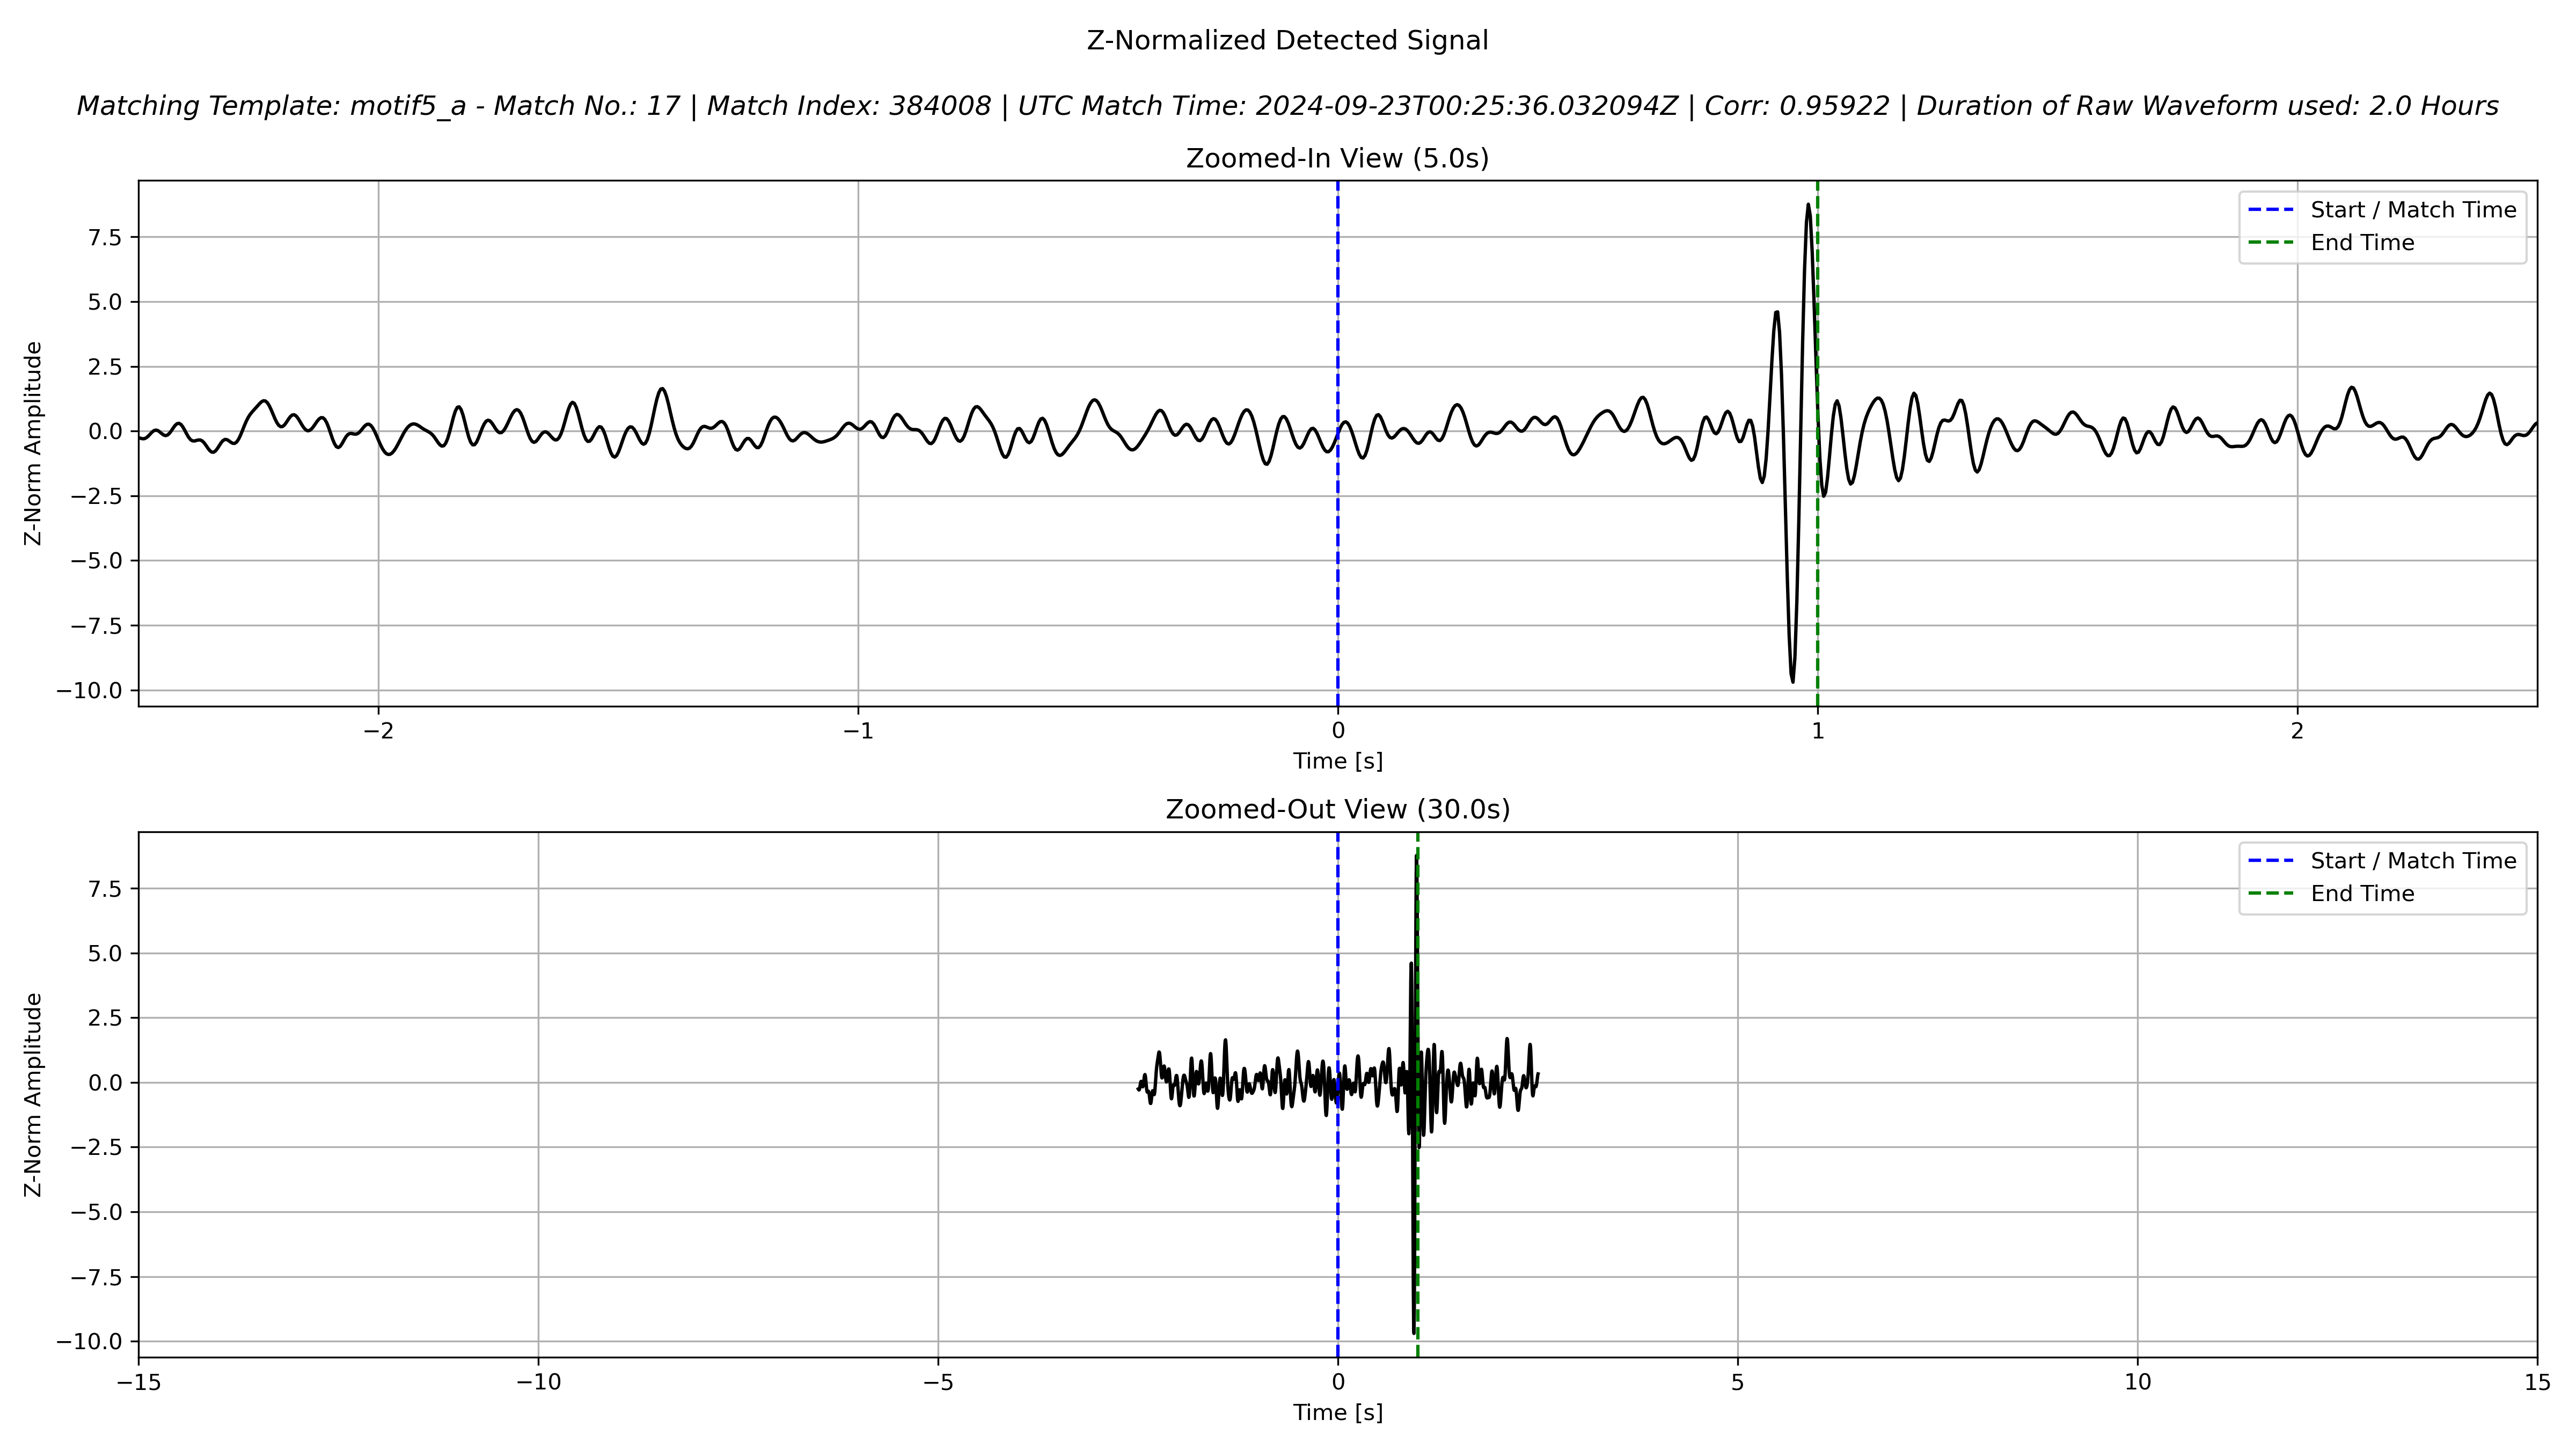 Z-Normalized Detected Signal
Matching Template: motif5_a - Match No.: 17 | Match Index: 384008 | UTC Match Time: 2024-09-23T00:25:36.032094Z | Corr: 0.95922 | Duration of Raw Waveform used: 2.0 Hours
Zoomed-In View (5.0s)
Start / Match Time
End Time
Z-Norm Amplitude
7.5
5.0
2.5
0.0
−2.5
−5.0
−7.5
−10.0
−2 −1 0 1 2
Time [s]
Zoomed-Out View (30.0s)
Start / Match Time
End Time
Z-Norm Amplitude
7.5
5.0
2.5
0.0
−2.5
−5.0
−7.5
−10.0
−15 −10 −5 0 5 10 15
Time [s]